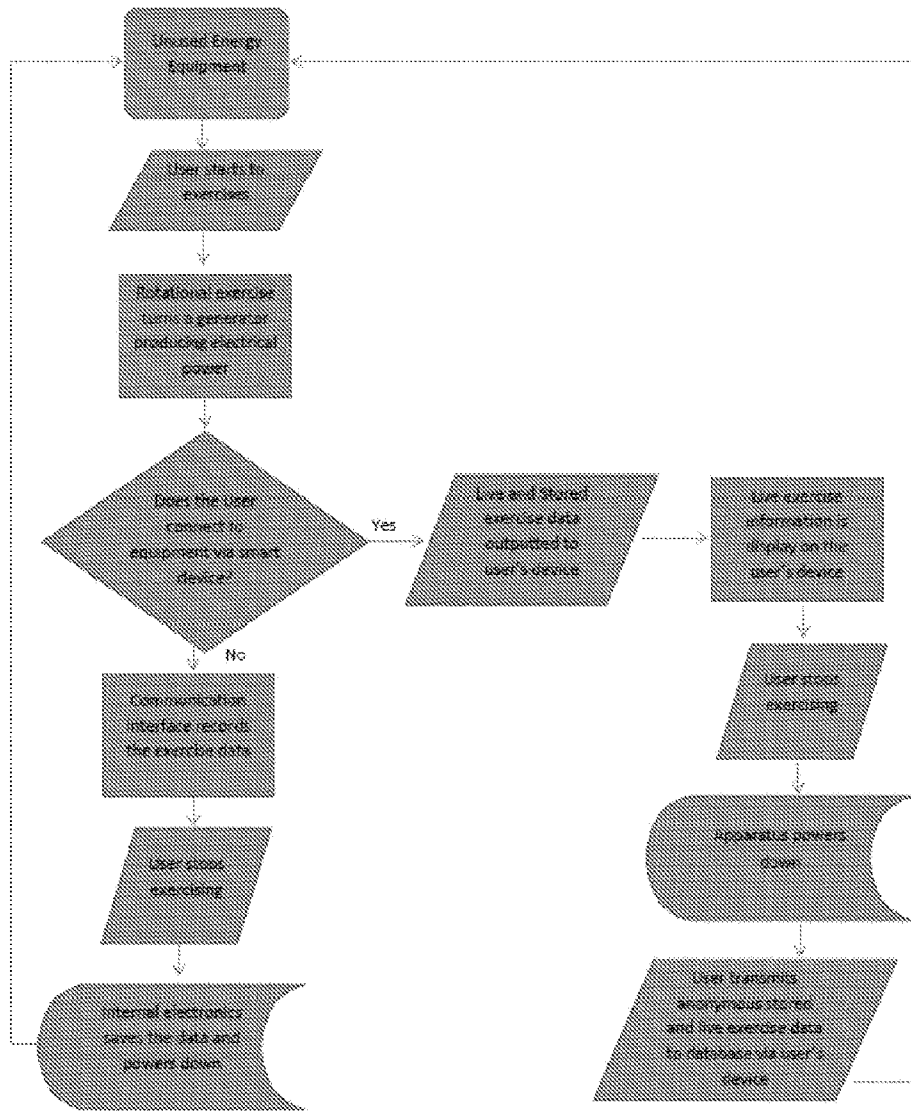 Unused Energy
Equipment
User starts to
exercises
Rotational exercise
turns a generator
producing electrical
power
Does the User
connect to
equipment via smart
device?
Yes
Live and Stored
exercise data
outputted to
user's device
Live exercise
information is
display on the
user's device
No
Communication
interface records
the exercise data
User stops
exercising
User stops
exercising
Apparatus powers
down
Internal electronics
saves the data and
powers down
User transmits
anonymous stored
and live exercise data
to database via user's
device